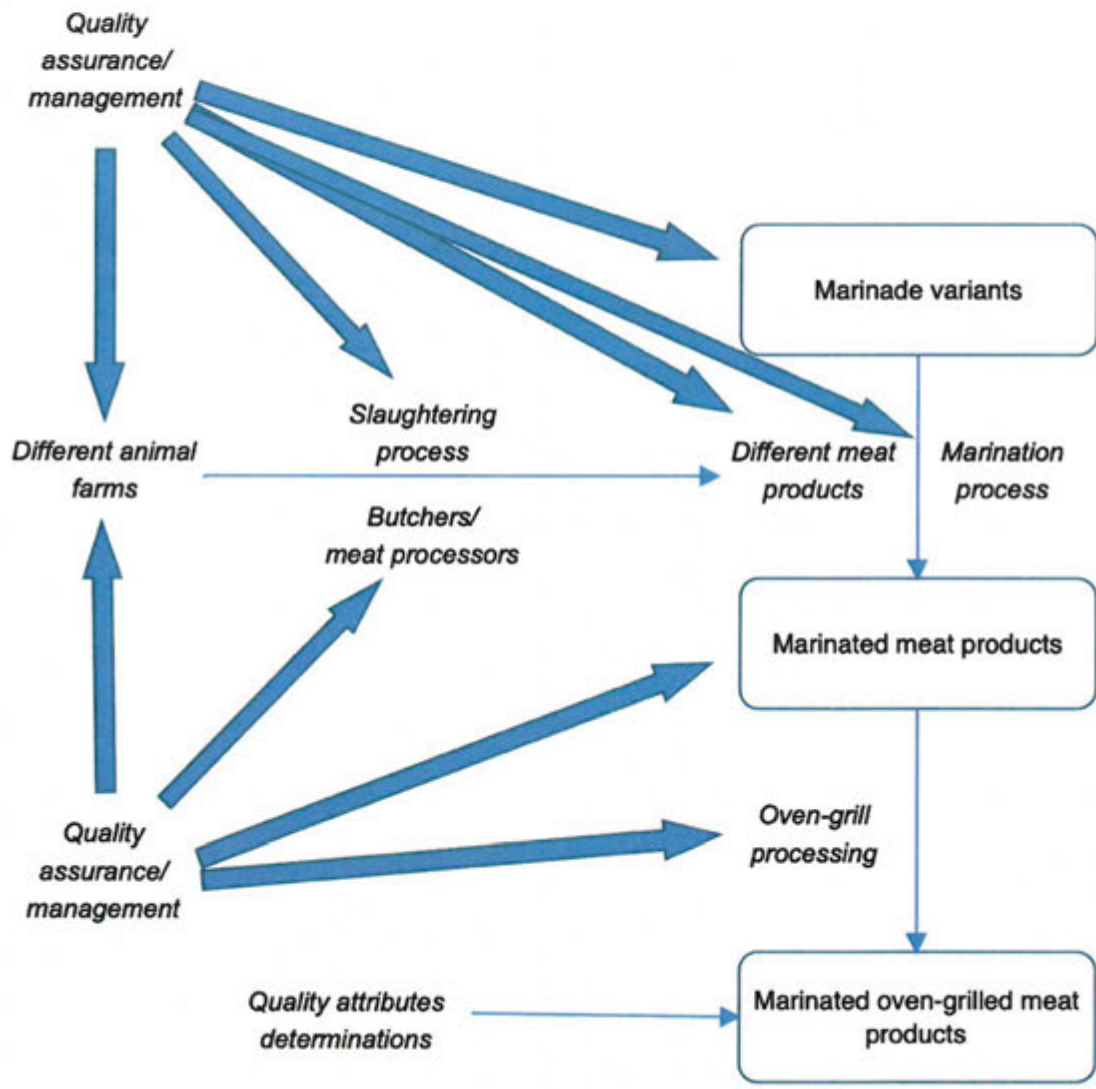 Quality
assurance/
management
Marinade variants
Slaughtering
process
Different animal
farms
Different meat
products
Marination
process
Butchers/
meat processors
Marinated meat products
Oven-grill
processing
Quality
assurance/
management
Quality attributes
determinations
Marinated oven-grilled meat
products